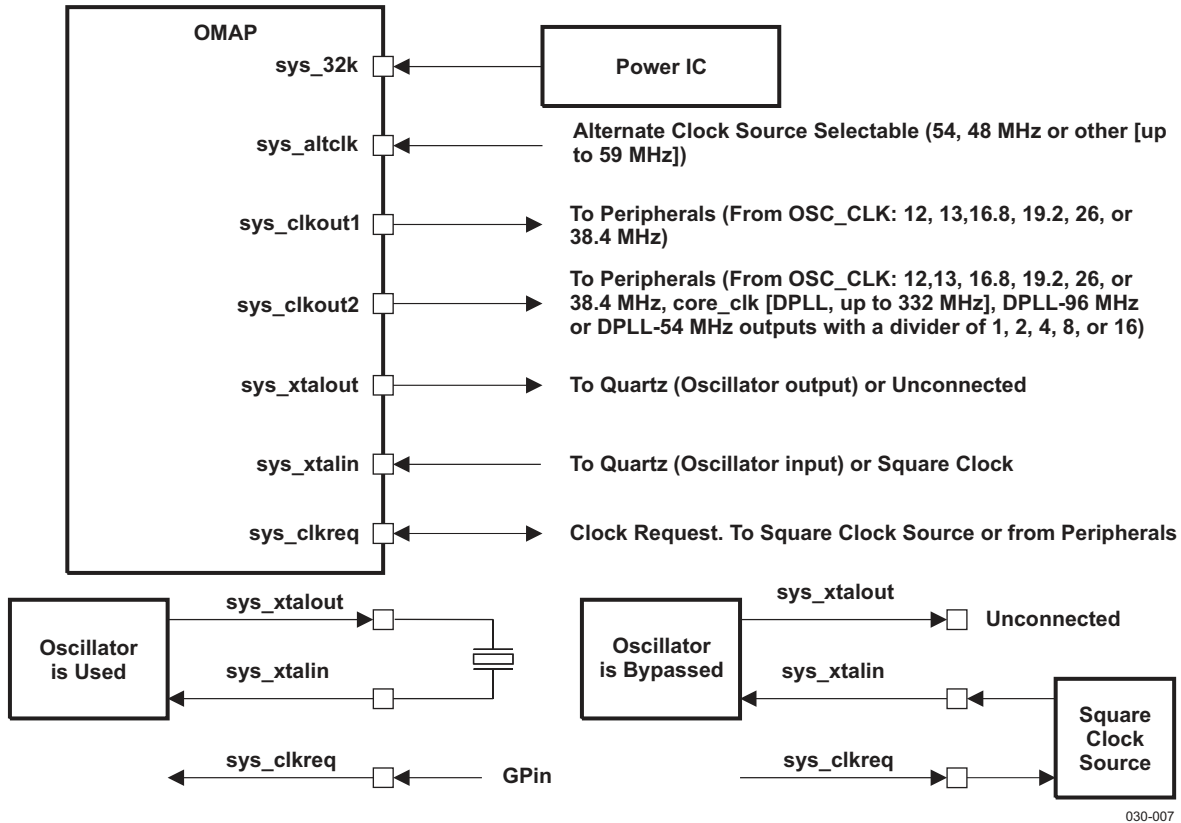 OMAP
sys_32k
Power IC
sys_altclk
Alternate Clock Source Selectable (54, 48 MHz or other [up
to 59 MHz])
sys_clkout1
To Peripherals (From OSC_CLK: 12, 13,16.8, 19.2, 26, or
38.4 MHz)
sys_clkout2
To Peripherals (From OSC_CLK: 12,13, 16.8, 19.2, 26, or
38.4 MHz, core_clk [DPLL, up to 332 MHz], DPLL-96 MHz
or DPLL-54 MHz outputs with a divider of 1, 2, 4, 8, or 16)
sys_xtalout
To Quartz (Oscillator output) or Unconnected
sys_xtalin
To Quartz (Oscillator input) or Square Clock
sys_clkreq
Clock Request. To Square Clock Source or from Peripherals
Oscillator
is Used
sys_xtalout
sys_xtalin
sys_clkreq
GPin
Oscillator
is Bypassed
sys_xtalout
Unconnected
sys_xtalin
sys_clkreq
Square
Clock
Source
030-007